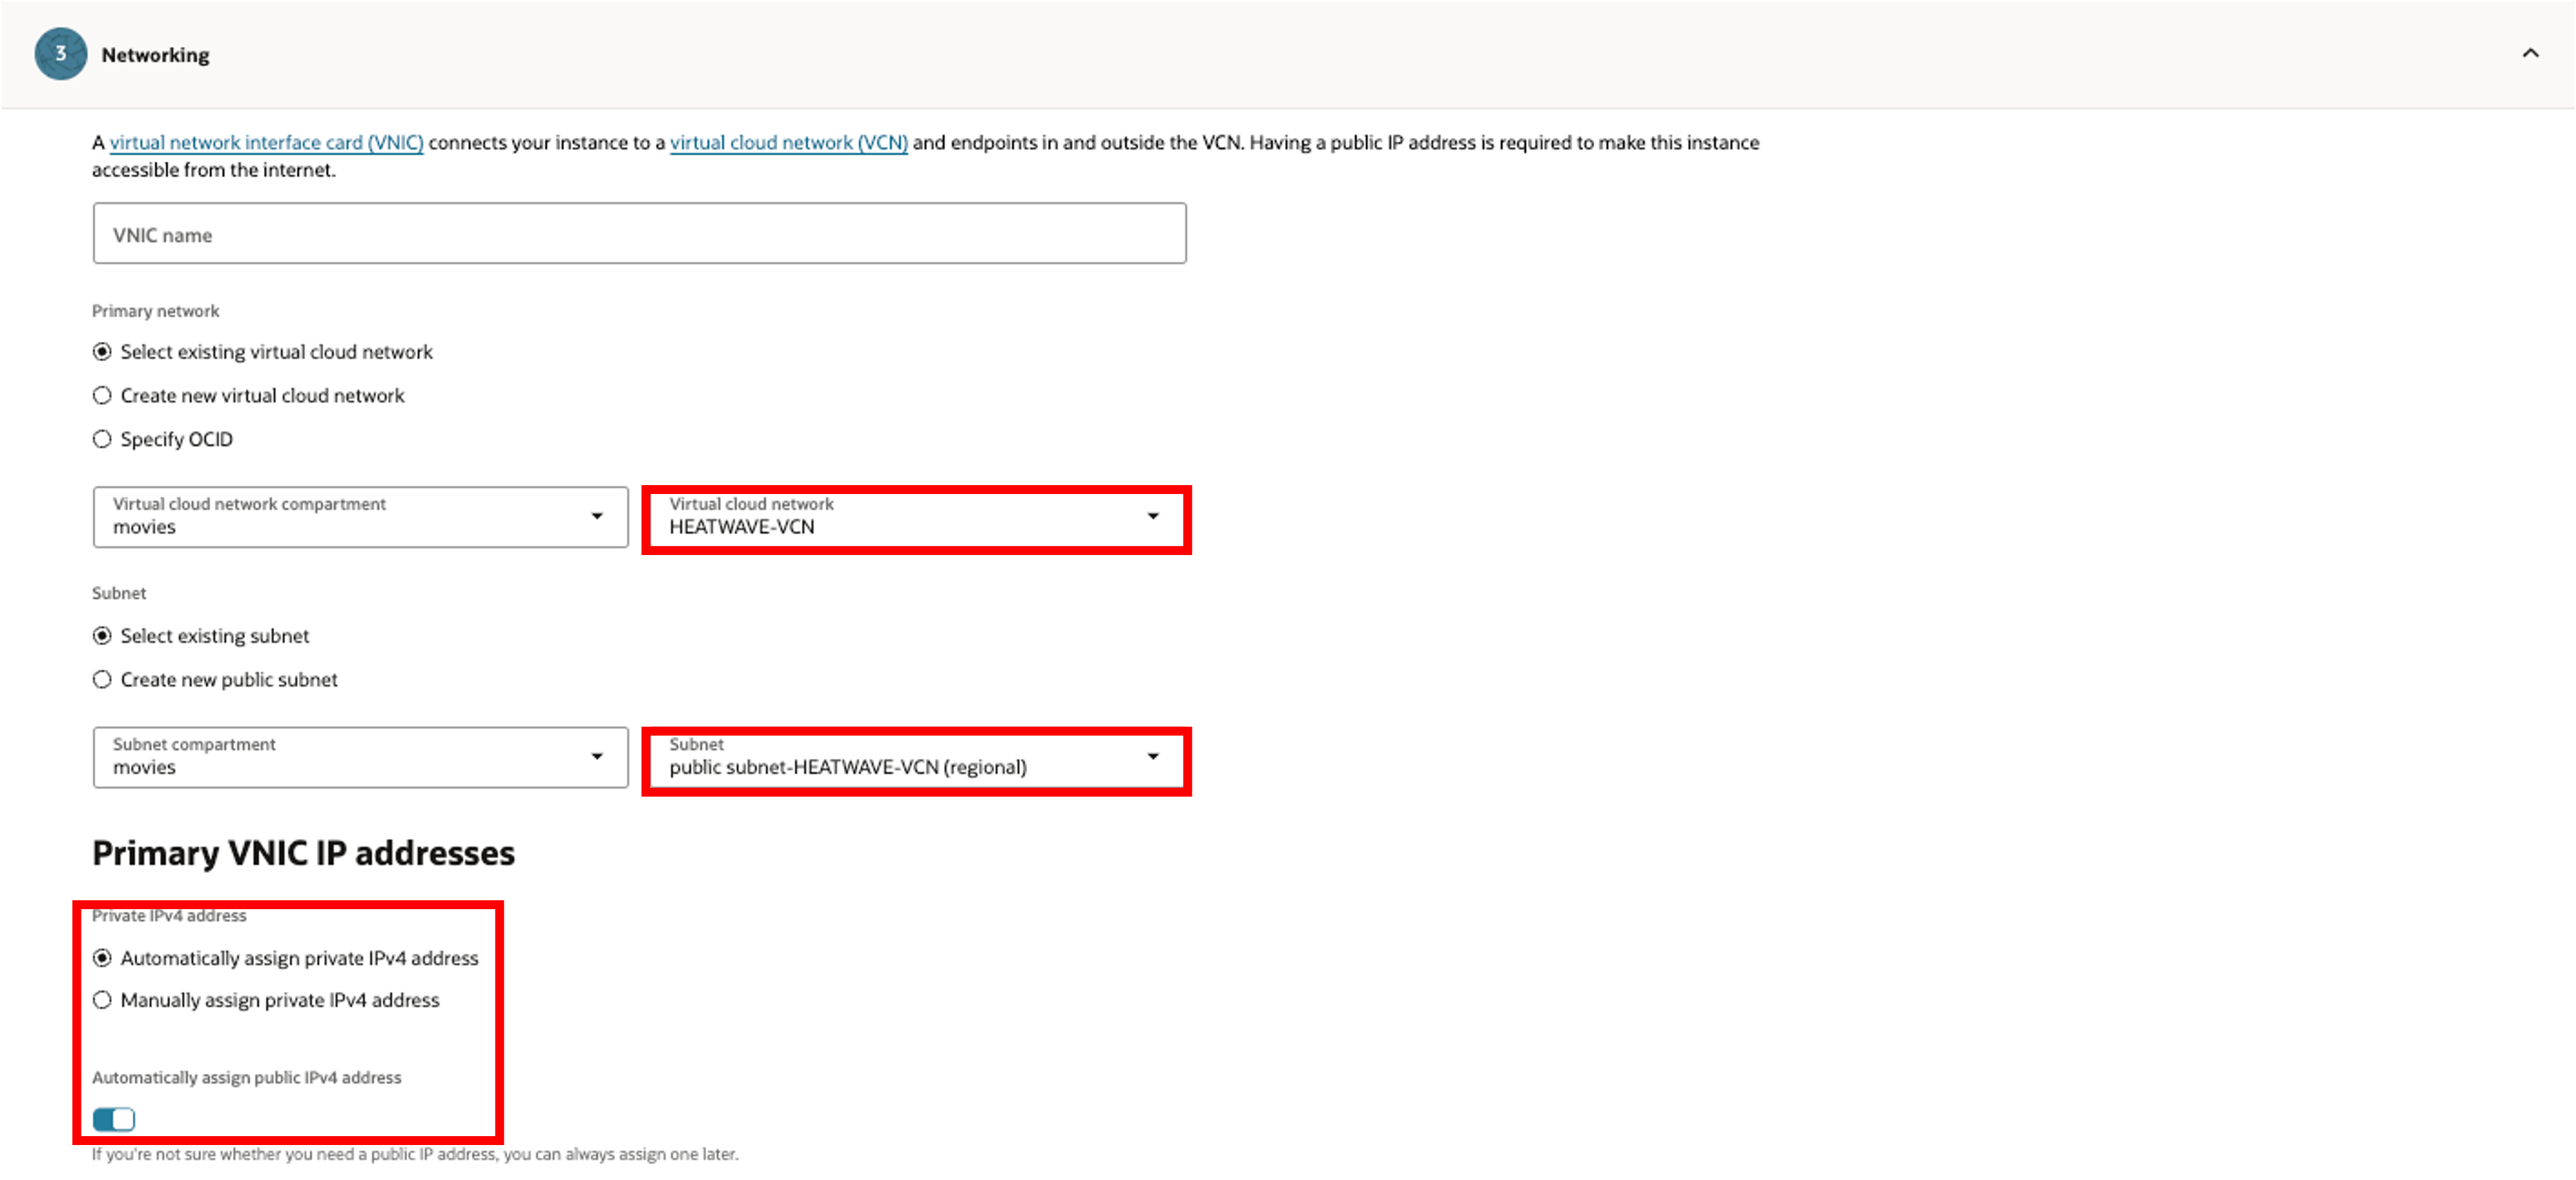 3 Networking
A virtual network interface card (VNIC) connects your instance to a virtual cloud network (VCN) and endpoints in and outside the VCN. Having a public IP address is required to make this instance
accessible from the internet.
VNIC name
Primary network
Select existing virtual cloud network
Create new virtual cloud network
Specify OCID
Virtual cloud network compartment
movies
Virtual cloud network
HEATWAVE-VCN
Subnet
Select existing subnet
Create new public subnet
Subnet compartment
movies
Subnet
public subnet-HEATWAVE-VCN (regional)
Primary VNIC IP addresses
Private IPv4 address
Automatically assign private IPv4 address
Manually assign private IPv4 address
Automatically assign public IPv4 address
If you're not sure whether you need a public IP address, you can always assign one later.